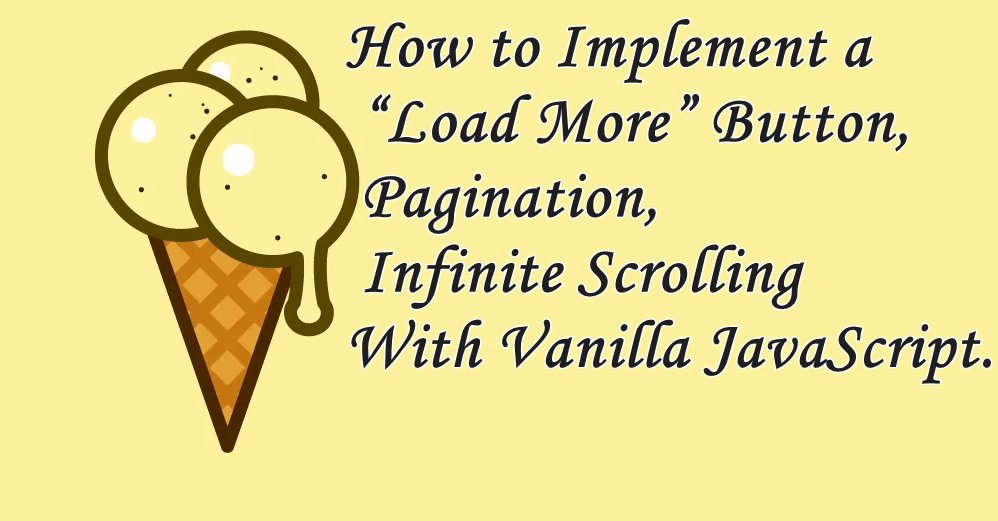 How to Implement a
“Load More” Button,
Pagination,
Infinite Scrolling
With Vanilla JavaScript.